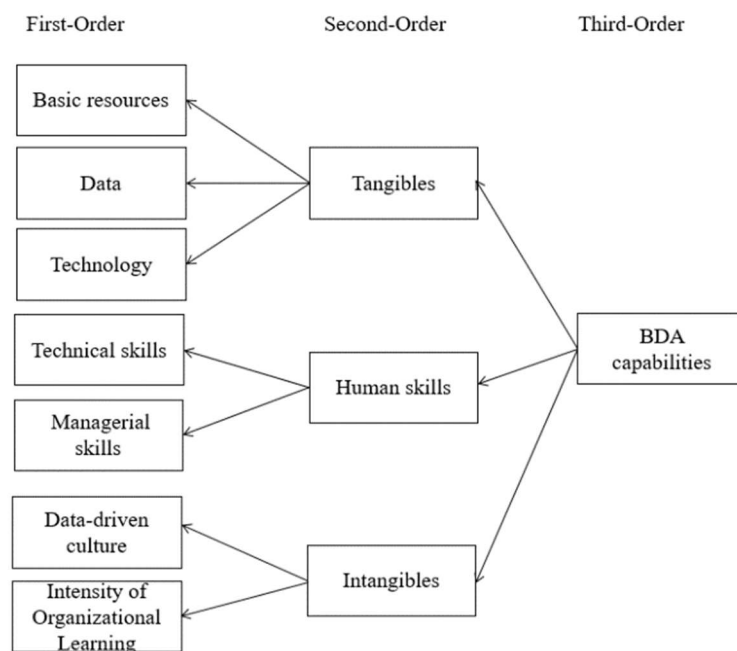 First-Order
Second-Order
Third-Order
Basic resources
Data
Technology
Technical skills
Managerial
skills
Data-driven
culture
Intensity of
Organizational
Learning
Tangibles
Human skills
Intangibles
BDA
capabilities